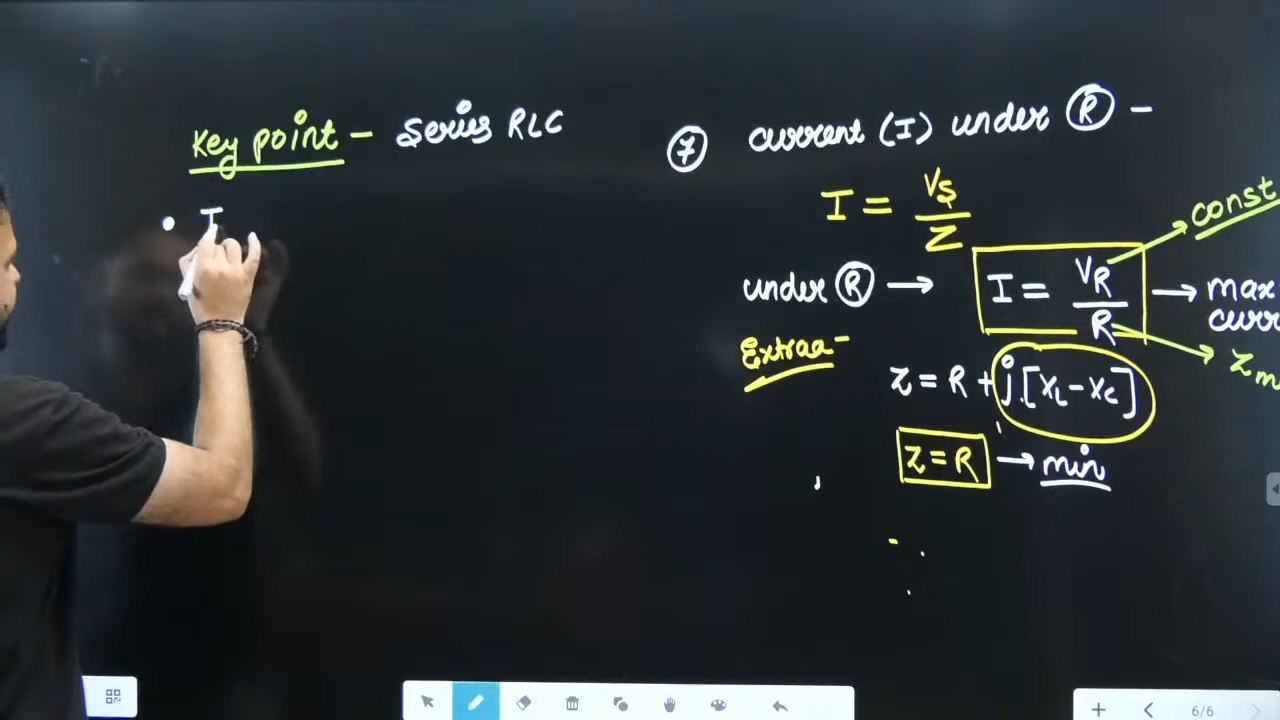 Key point - Series RLC
• I
⑦ current (I) under Ⓡ -
I = Vs/Z
const
under Ⓡ → I = VR/R → max
curr
Extraa -
Zm
Z = R + j.[XL - XC]
Z = R → min
6/6